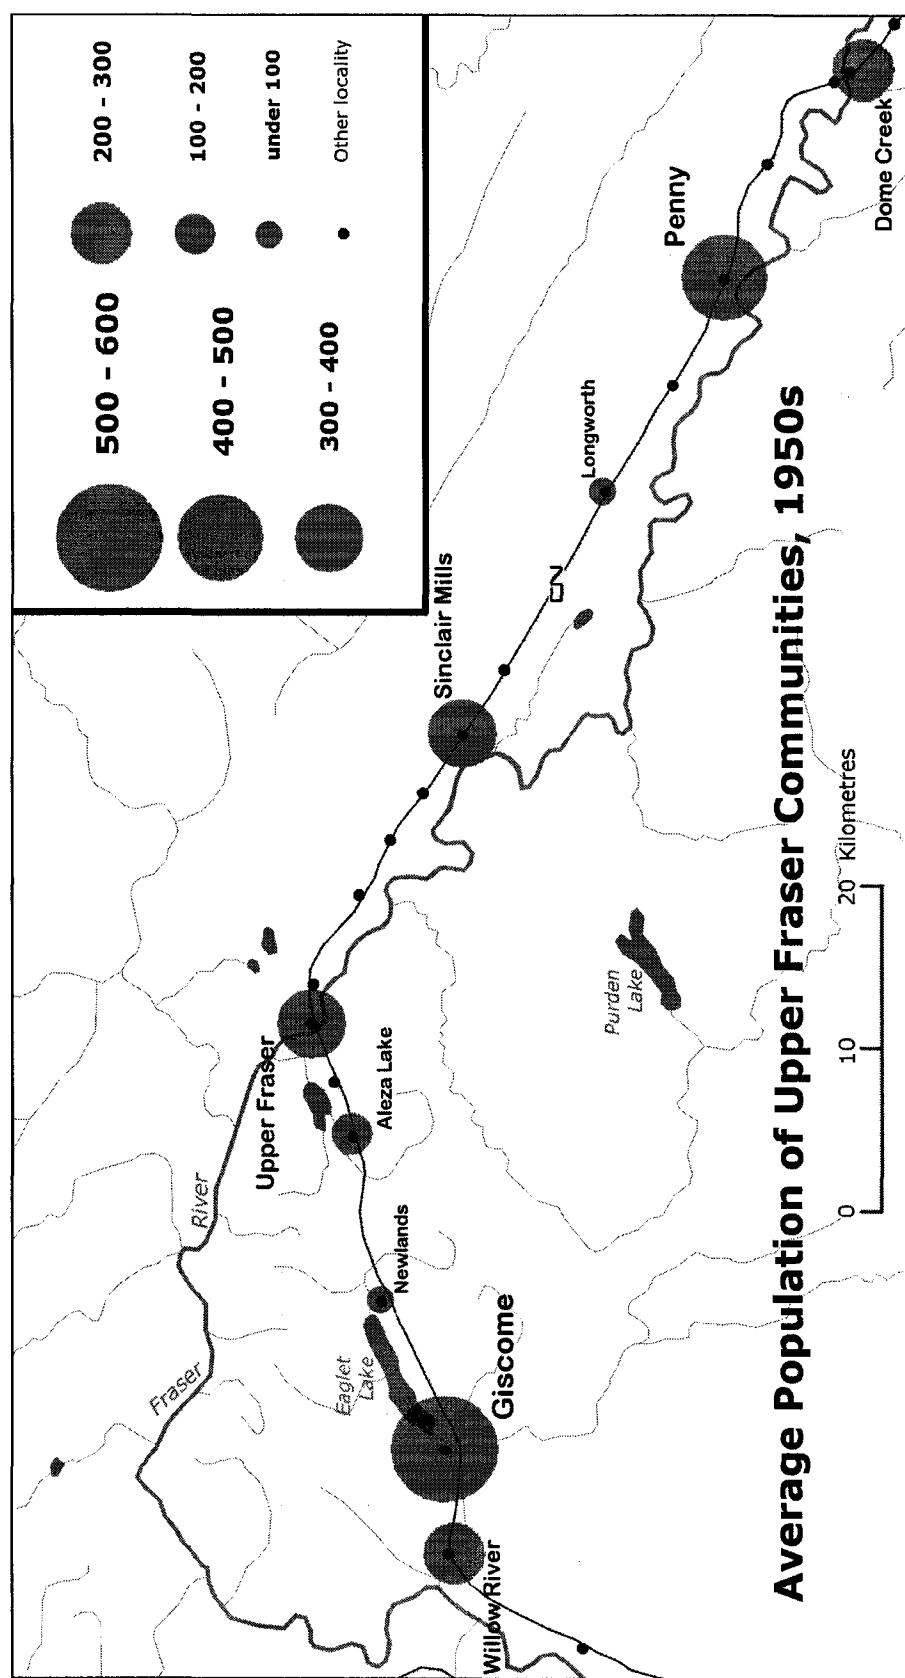 500 - 600
200 - 300
400 - 500
100 - 200
300 - 400
under 100
Other locality
Fraser
River
Willow River
Giscome
Eaglet
Lake
Newlands
Aleza Lake
Upper Fraser
Sinclair Mills
Longworth
Penny
Dome Creek
Purden
Lake
Average Population of Upper Fraser Communities, 1950s
0 10 20 Kilometres